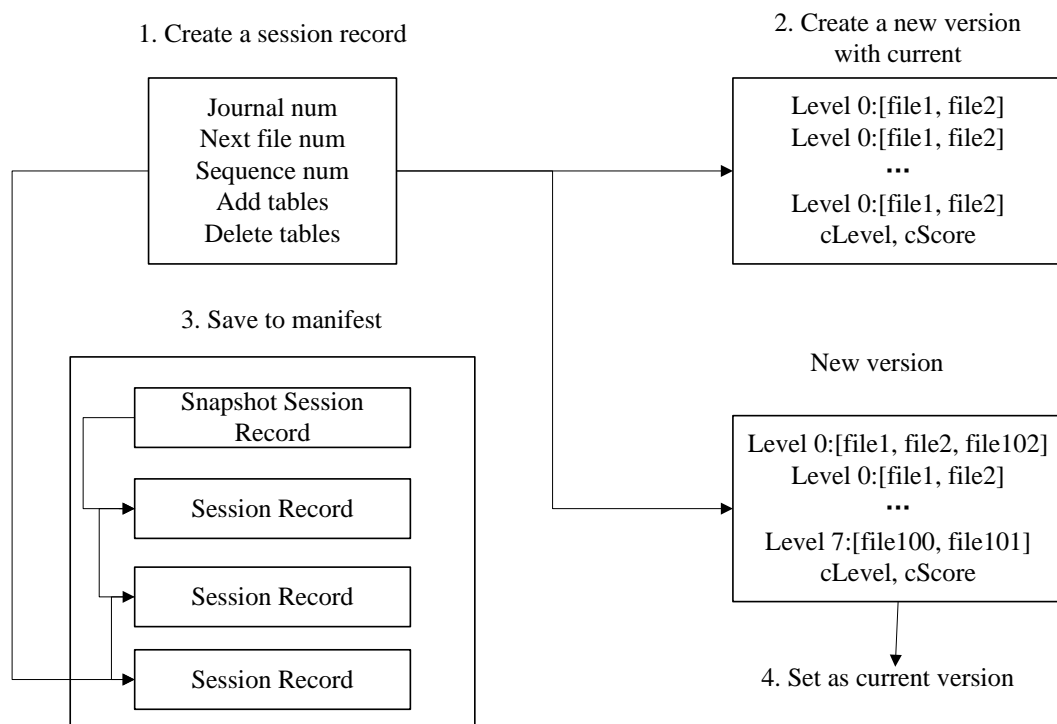 1. Create a session record
Journal num
Next file num
Sequence num
Add tables
Delete tables
2. Create a new version
with current
Level 0:[file1, file2]
Level 0:[file1, file2]
...
Level 0:[file1, file2]
cLevel, cScore
3. Save to manifest
Snapshot Session
Record
Session Record
Session Record
Session Record
New version
Level 0:[file1, file2, file102]
Level 0:[file1, file2]
...
Level 7:[file100, file101]
cLevel, cScore
4. Set as current version